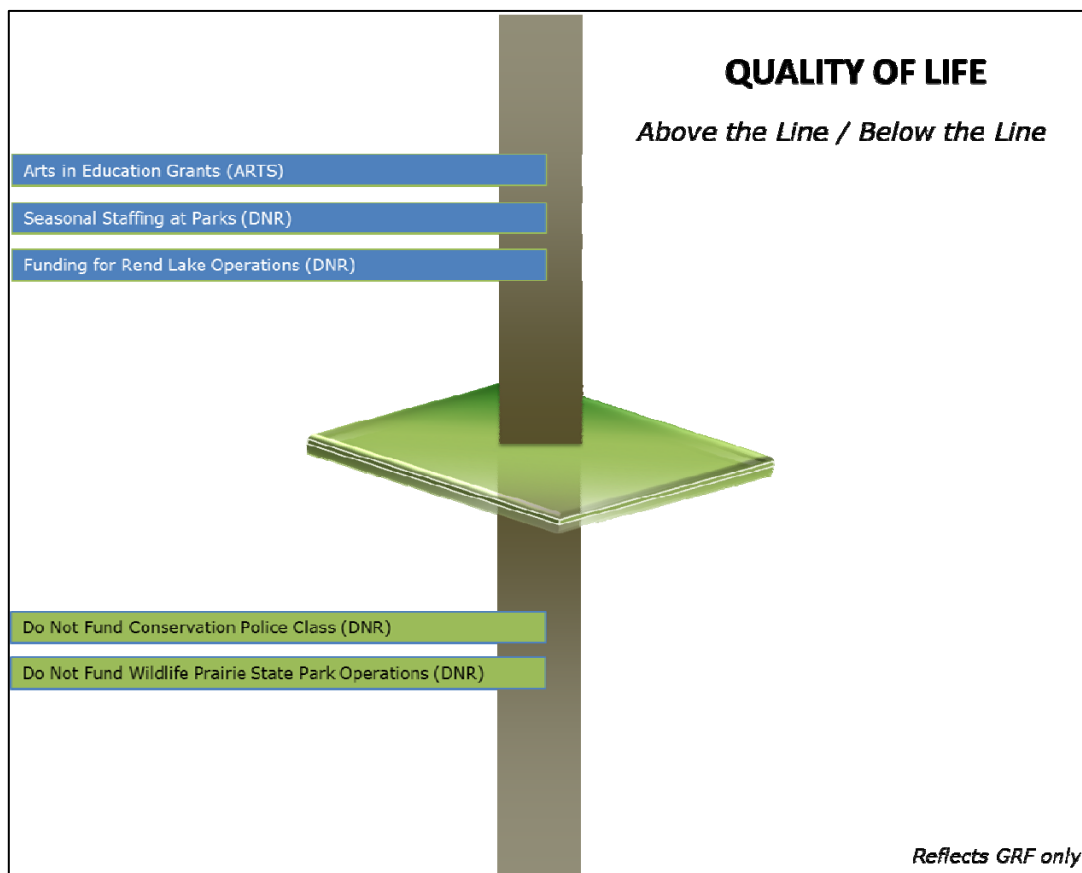 QUALITY OF LIFE
Above the Line / Below the Line
Arts in Education Grants (ARTS)
Seasonal Staffing at Parks (DNR)
Funding for Rend Lake Operations (DNR)
Do Not Fund Conservation Police Class (DNR)
Do Not Fund Wildlife Prairie State Park Operations (DNR)
Reflects GRF only